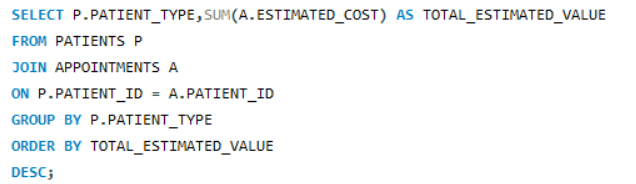 SELECT P.PATIENT_TYPE,SUM(A.ESTIMATED_COST) AS TOTAL_ESTIMATED_VALUE
FROM PATIENTS P
JOIN APPOINTMENTS A
ON P.PATIENT_ID = A.PATIENT_ID
GROUP BY P.PATIENT_TYPE
ORDER BY TOTAL_ESTIMATED_VALUE
DESC;